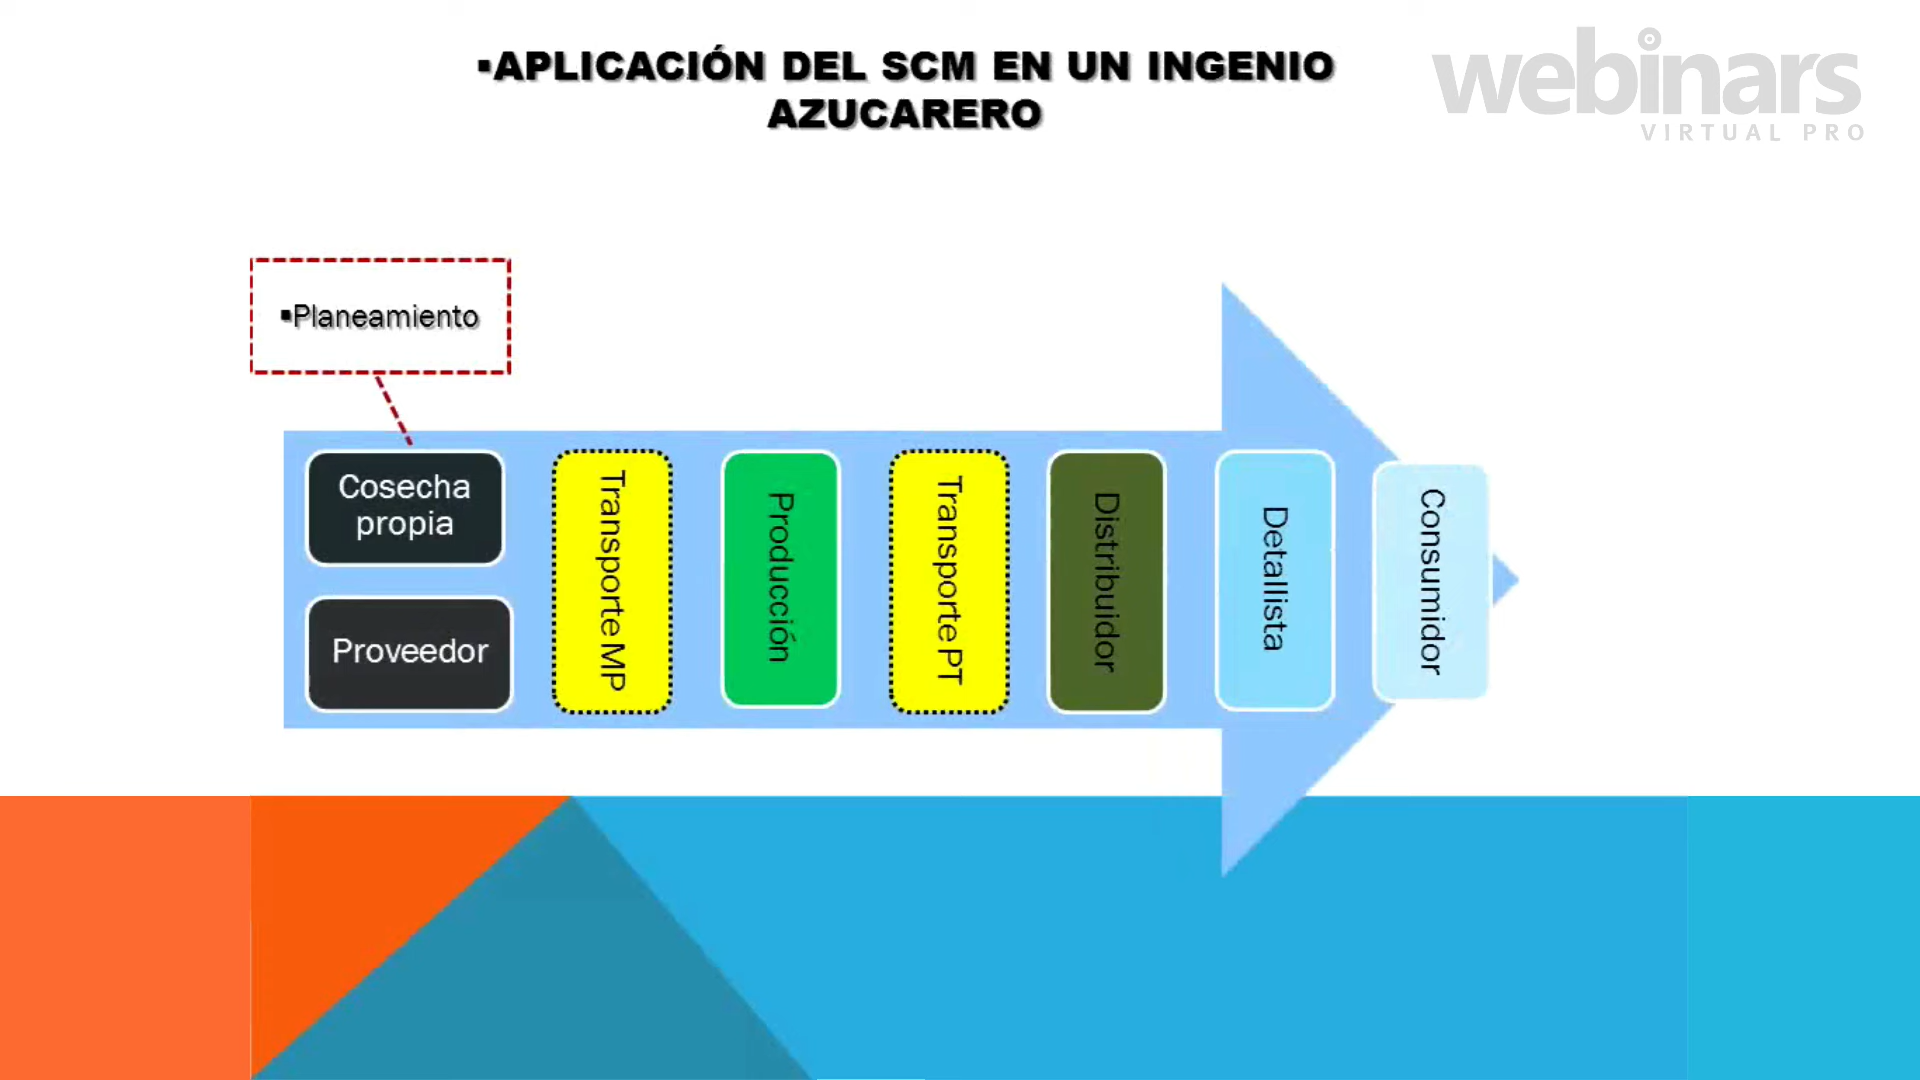 ▪APLICACIÓN DEL SCM EN UN INGENIO
AZUCARERO
webinars
VIRTUAL PRO
▪Planeamiento
Cosecha
propia
Proveedor
Transporte MP
Producción
Transporte PT
Distribuidor
Detallista
Consumidor